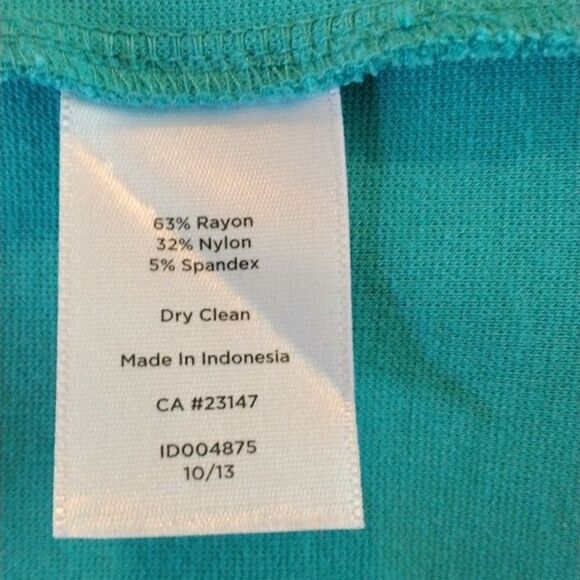 63% Rayon
32% Nylon
5% Spandex
Dry Clean
Made In Indonesia
CA #23147
ID004875
10/13